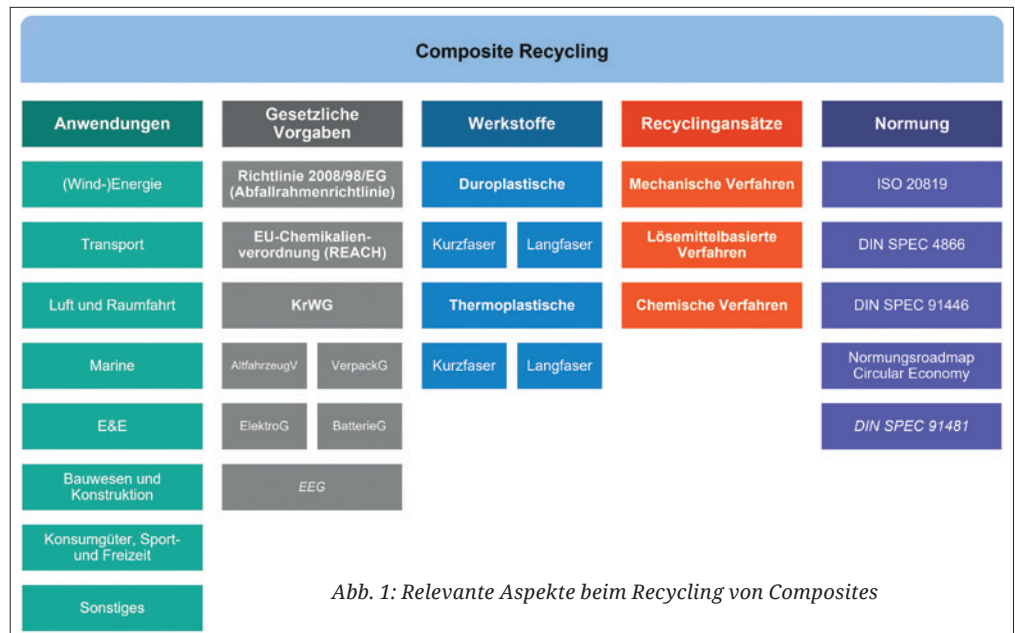 Composite Recycling
Anwendungen
(Wind-)Energie
Transport
Luft und Raumfahrt
Marine
E&E
Bauwesen und
Konstruktion
Konsumgüter, Sport-
und Freizeit
Sonstiges
Gesetzliche
Vorgaben
Richtlinie 2008/98/EG
(Abfallrahmenrichtlinie)
EU-Chemikalien-
verordnung (REACH)
KrWG
AltfahrzeugV
VerpackG
ElektroG
BatterieG
EEG
Werkstoffe
Duroplastische
Kurzfaser
Langfaser
Thermoplastische
Kurzfaser
Langfaser
Recyclingansätze
Mechanische Verfahren
Lösemittelbasierte
Verfahren
Chemische Verfahren
Normung
ISO 20819
DIN SPEC 4866
DIN SPEC 91446
Normungsroadmap
Circular Economy
DIN SPEC 91481
Abb. 1: Relevante Aspekte beim Recycling von Composites